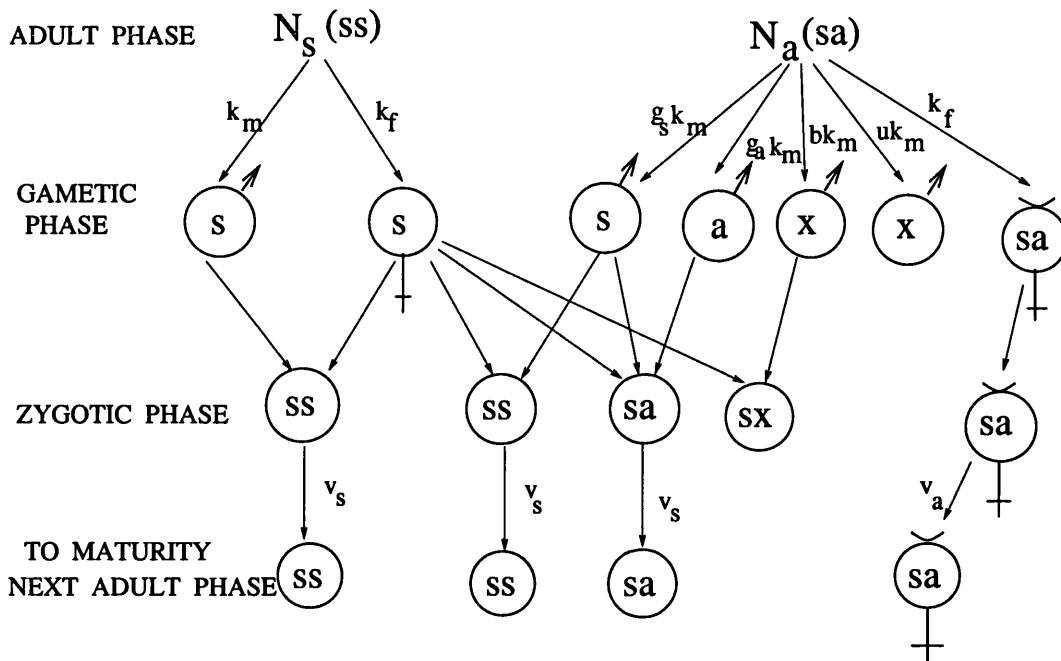 ADULT PHASE
N_s (ss)
N_a (sa)
k_m
k_f
g_s k_m
g_a k_m
bk_m
uk_m
k_f
GAMETIC
PHASE
s
s
s
a
x
x
sa
ZYGOTIC PHASE
ss
ss
sa
sx
sa
v_s
v_s
v_s
v_a
TO MATURITY
NEXT ADULT PHASE
ss
ss
sa
sa